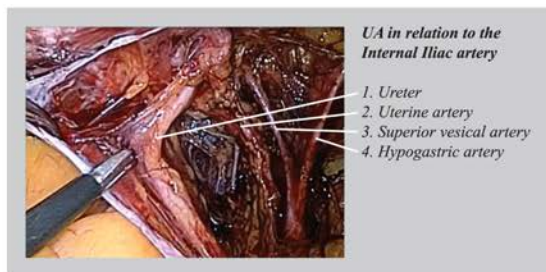 UA in relation to the
Internal Iliac artery
1. Ureter
2. Uterine artery
3. Superior vesical artery
4. Hypogastric artery